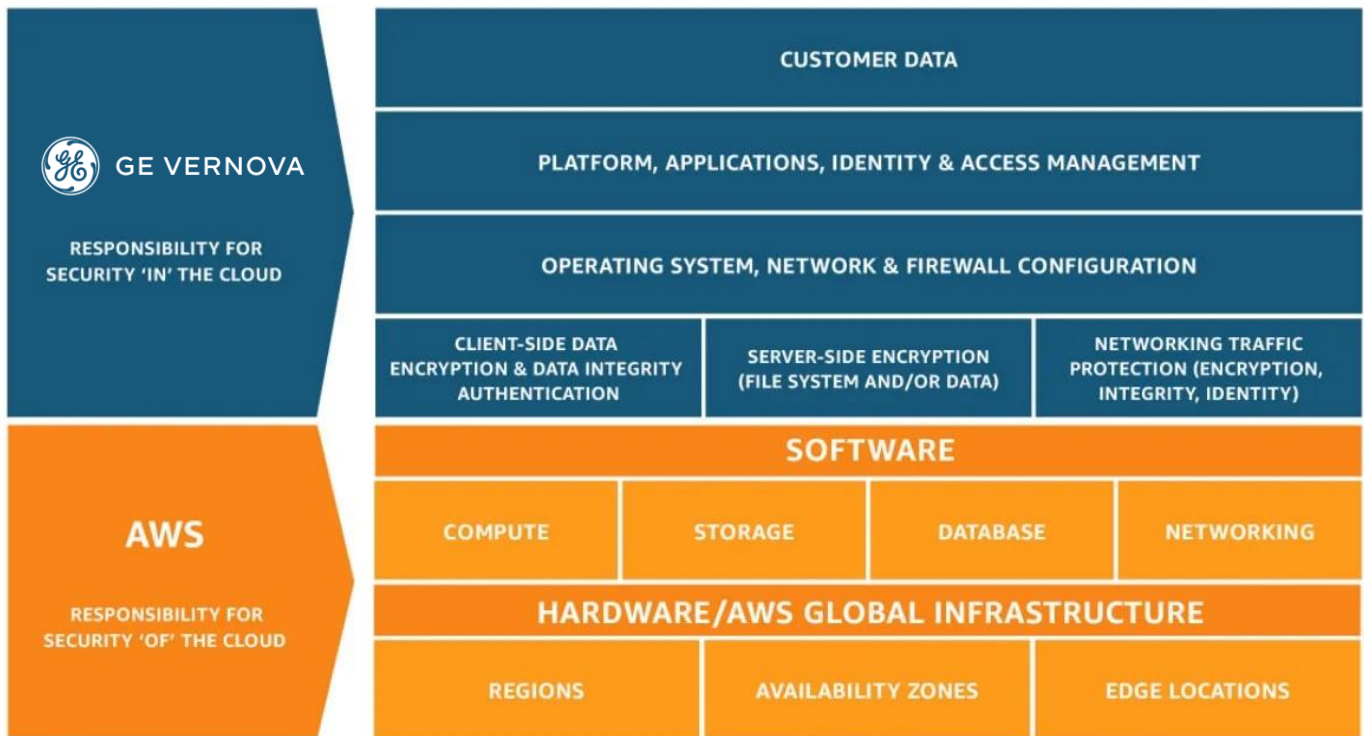 GE VERNOVA
RESPONSIBILITY FOR
SECURITY ‘IN’ THE CLOUD
CUSTOMER DATA
PLATFORM, APPLICATIONS, IDENTITY & ACCESS MANAGEMENT
OPERATING SYSTEM, NETWORK & FIREWALL CONFIGURATION
CLIENT-SIDE DATA
ENCRYPTION & DATA INTEGRITY
AUTHENTICATION
SERVER-SIDE ENCRYPTION
(FILE SYSTEM AND/OR DATA)
NETWORKING TRAFFIC
PROTECTION (ENCRYPTION,
INTEGRITY, IDENTITY)
AWS
RESPONSIBILITY FOR
SECURITY ‘OF’ THE CLOUD
SOFTWARE
COMPUTE
STORAGE
DATABASE
NETWORKING
HARDWARE/AWS GLOBAL INFRASTRUCTURE
REGIONS
AVAILABILITY ZONES
EDGE LOCATIONS